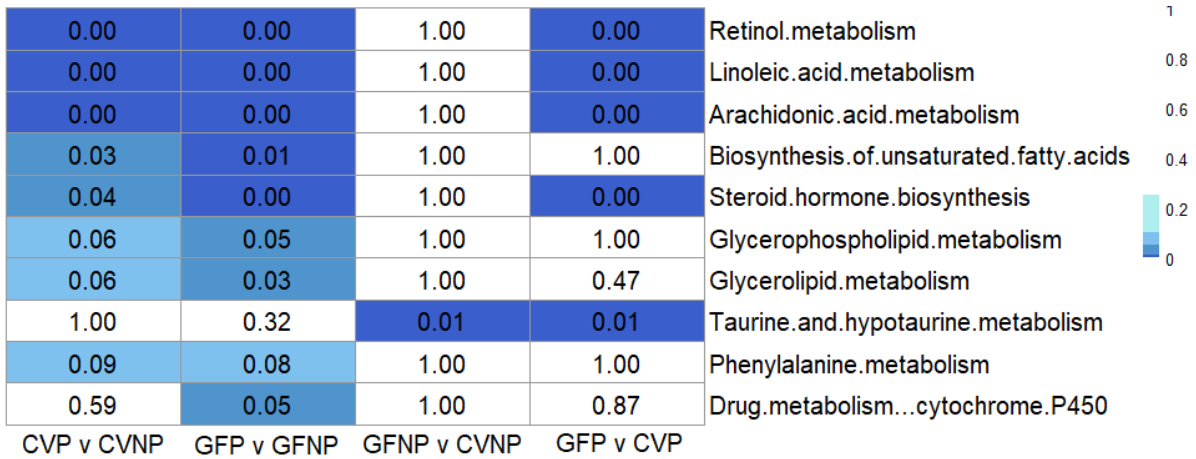 0.00 0.00 1.00 0.00 Retinol.metabolism
0.00 0.00 1.00 0.00 Linoleic.acid.metabolism
0.00 0.00 1.00 0.00 Arachidonic.acid.metabolism
0.03 0.01 1.00 1.00 Biosynthesis.of.unsaturated.fatty.acids
0.04 0.00 1.00 0.00 Steroid.hormone.biosynthesis
0.06 0.05 1.00 1.00 Glycerophospholipid.metabolism
0.06 0.03 1.00 0.47 Glycerolipid.metabolism
1.00 0.32 0.01 0.01 Taurine.and.hypotaurine.metabolism
0.09 0.08 1.00 1.00 Phenylalanine.metabolism
0.59 0.05 1.00 0.87 Drug.metabolism...cytochrome.P450
CVP v CVNP GFP v GFNP GFNP v CVNP GFP v CVP
1
0.8
0.6
0.4
0.2
0